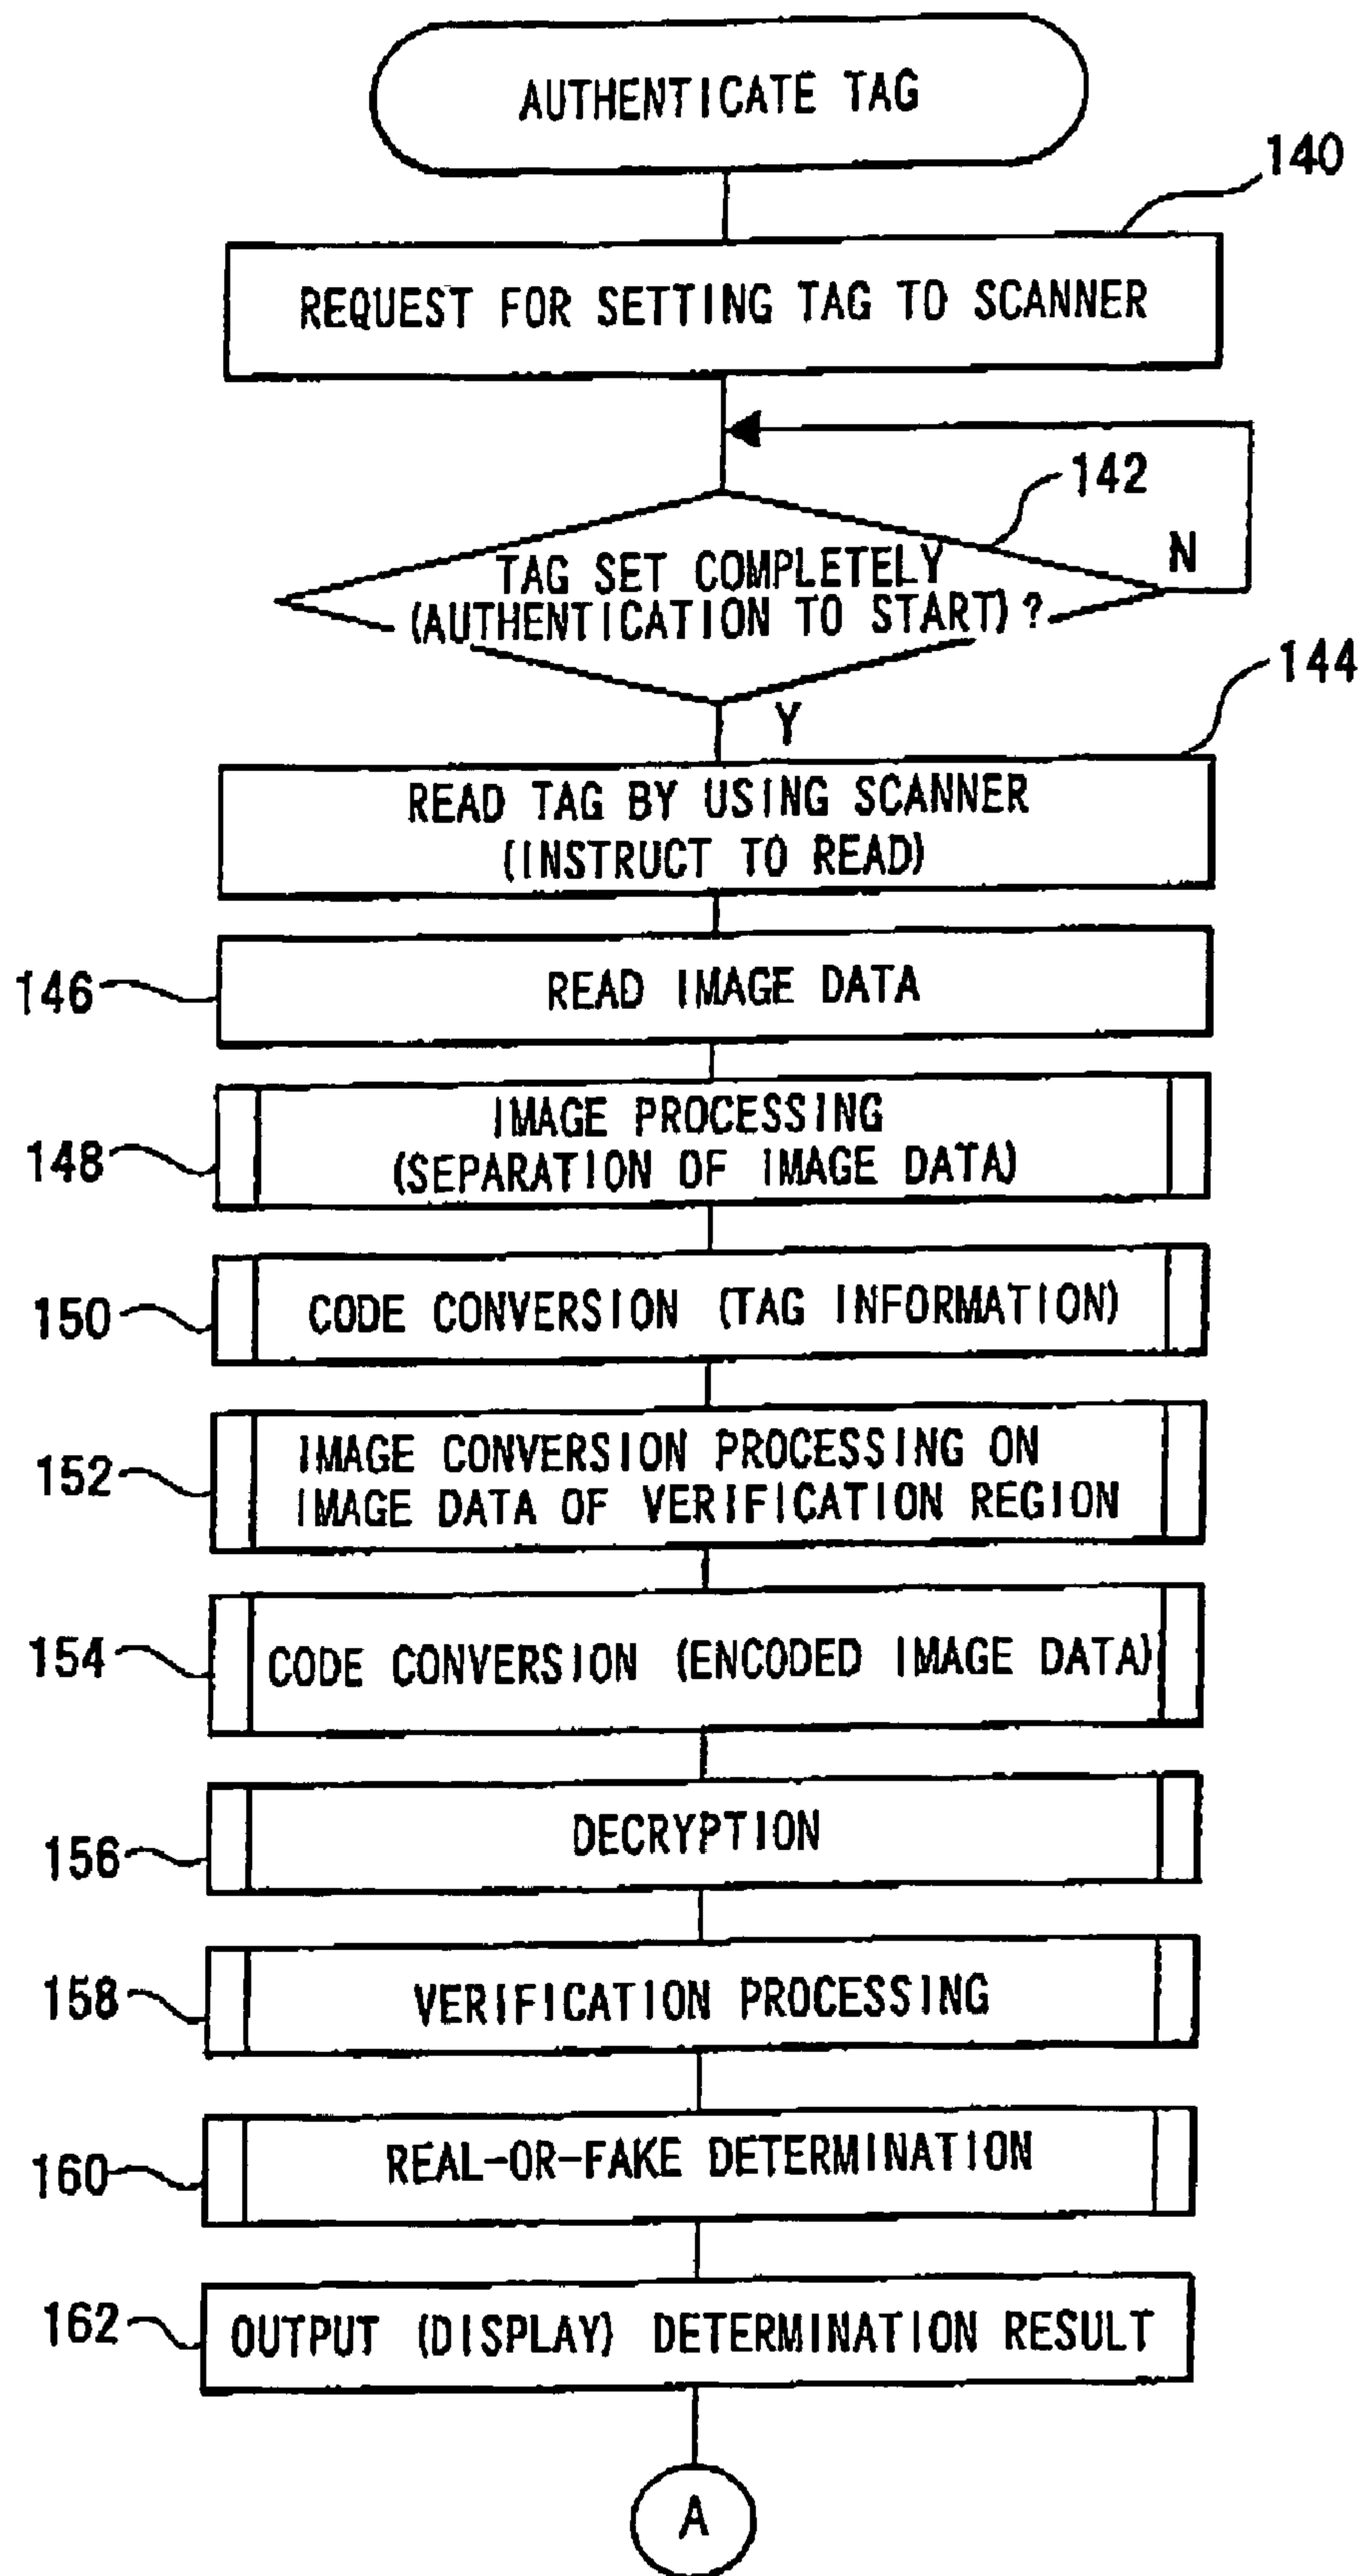 AUTHENTICATE TAG
140
REQUEST FOR SETTING TAG TO SCANNER
142
TAG SET COMPLETELY
(AUTHENTICATION TO START)?
N
Y
144
READ TAG BY USING SCANNER
(INSTRUCT TO READ)
146
READ IMAGE DATA
148
IMAGE PROCESSING
(SEPARATION OF IMAGE DATA)
150
CODE CONVERSION (TAG INFORMATION)
152
IMAGE CONVERSION PROCESSING ON
IMAGE DATA OF VERIFICATION REGION
154
CODE CONVERSION (ENCODED IMAGE DATA)
156
DECRYPTION
158
VERIFICATION PROCESSING
160
REAL-OR-FAKE DETERMINATION
162
OUTPUT (DISPLAY) DETERMINATION RESULT
A